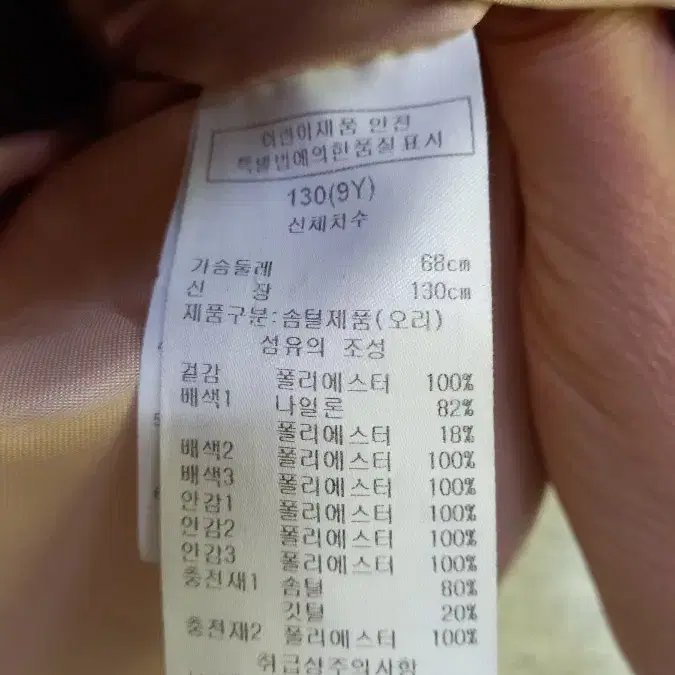 어린이제품 안전
특별법에의한품질표시
130(9Y)
신체치수
가슴둘레 68cm
신 장 130cm
제품구분:솜털제품(오리)
섬유의 조성
겉감 폴리에스터 100%
배색1 나일론 82%
폴리에스터 18%
배색2 폴리에스터 100%
배색3 폴리에스터 100%
안감1 폴리에스터 100%
안감2 폴리에스터 100%
안감3 폴리에스터 100%
충전재1 솜털 80%
깃털 20%
충전재2 폴리에스터 100%
취급상주의사항